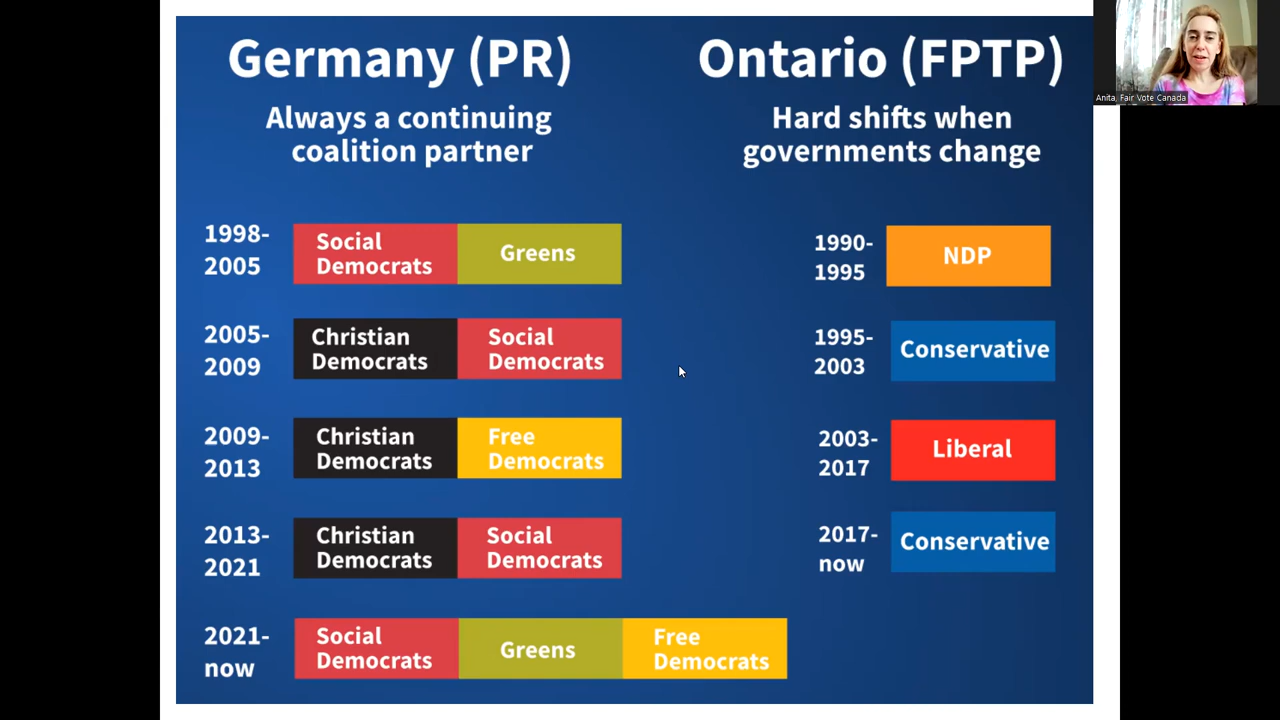 Germany (PR)
Always a continuing
coalition partner
1998-
2005
Social
Democrats
Greens
2005-
2009
Christian
Democrats
Social
Democrats
2009-
2013
Christian
Democrats
Free
Democrats
2013-
2021
Christian
Democrats
Social
Democrats
2021-
now
Social
Democrats
Greens
Free
Democrats
Ontario (FPTP)
Hard shifts when
governments change
1990-
1995
NDP
1995-
2003
Conservative
2003-
2017
Liberal
2017-
now
Conservative
Anita, Fair Vote Canada